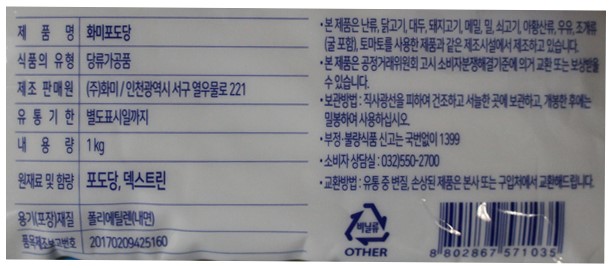 제 품 명 화미포도당
식품의 유형 당류가공품
제조 판매원 (주)화미 / 인천광역시 서구 열우물로 221
유 통 기 한 별도표시일까지
내 용 량 1 kg
원재료 및 함량 포도당, 덱스트린
용기(포장)재질 폴리에틸렌(내면)
품목제조보고번호 20170209425160
• 본 제품은 난류, 닭고기, 대두, 돼지고기, 메밀, 밀, 쇠고기, 아황산류, 우유, 조개류
(굴 포함), 토마토를 사용한 제품과 같은 제조시설에서 제조하고 있습니다.
• 본 제품은 공정거래위원회 고시 소비자분쟁해결기준에 의거 교환 또는 보상받을
수 있습니다.
• 보관방법 : 직사광선을 피하여 건조하고 서늘한 곳에 보관하고, 개봉한 후에는
밀봉하여 사용하십시오.
• 부정·불량식품 신고는 국번없이 1399
• 소비자 상담실 : 032)550-2700
• 교환방법 : 유통 중 변질, 손상된 제품은 본사 또는 구입처에서 교환해드립니다.
비닐류
OTHER
8 802867 571035